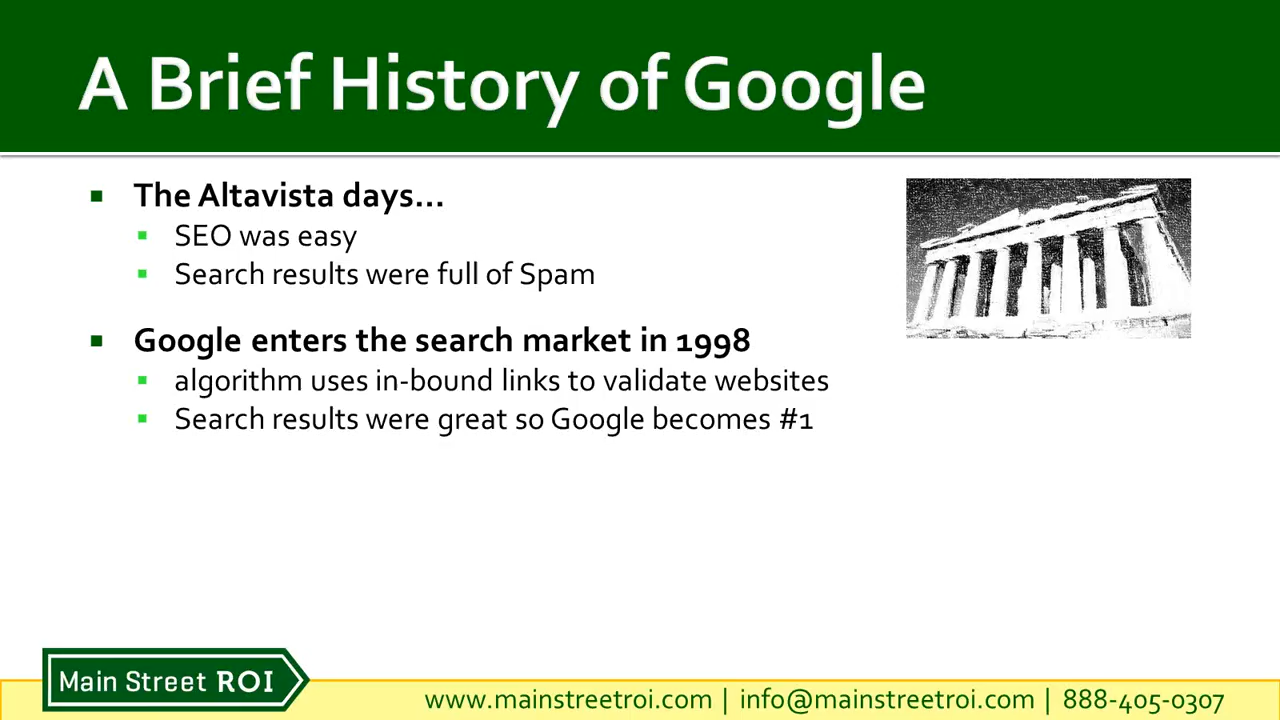 A Brief History of Google
The Altavista days...
SEO was easy
Search results were full of Spam
Google enters the search market in 1998
algorithm uses in-bound links to validate websites
Search results were great so Google becomes #1
Main Street ROI
www.mainstreetroi.com | info@mainstreetroi.com | 888-405-0307